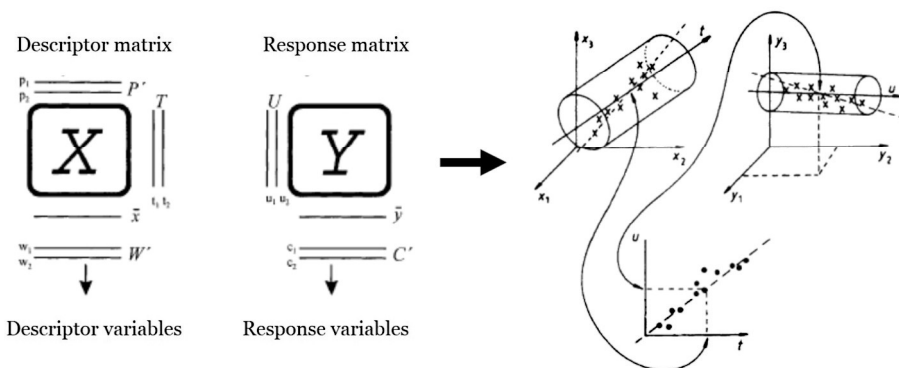 Descriptor matrix
Response matrix
p₁
p₂
P′
T
U
X
Y
t₁ t₂
u₁ u₂
x̄
ȳ
w₁
w₂
W′
c₁
c₂
C′
Descriptor variables
Response variables
x₃
t
x₂
x₁
y₃
u
y₂
y₁
u
t